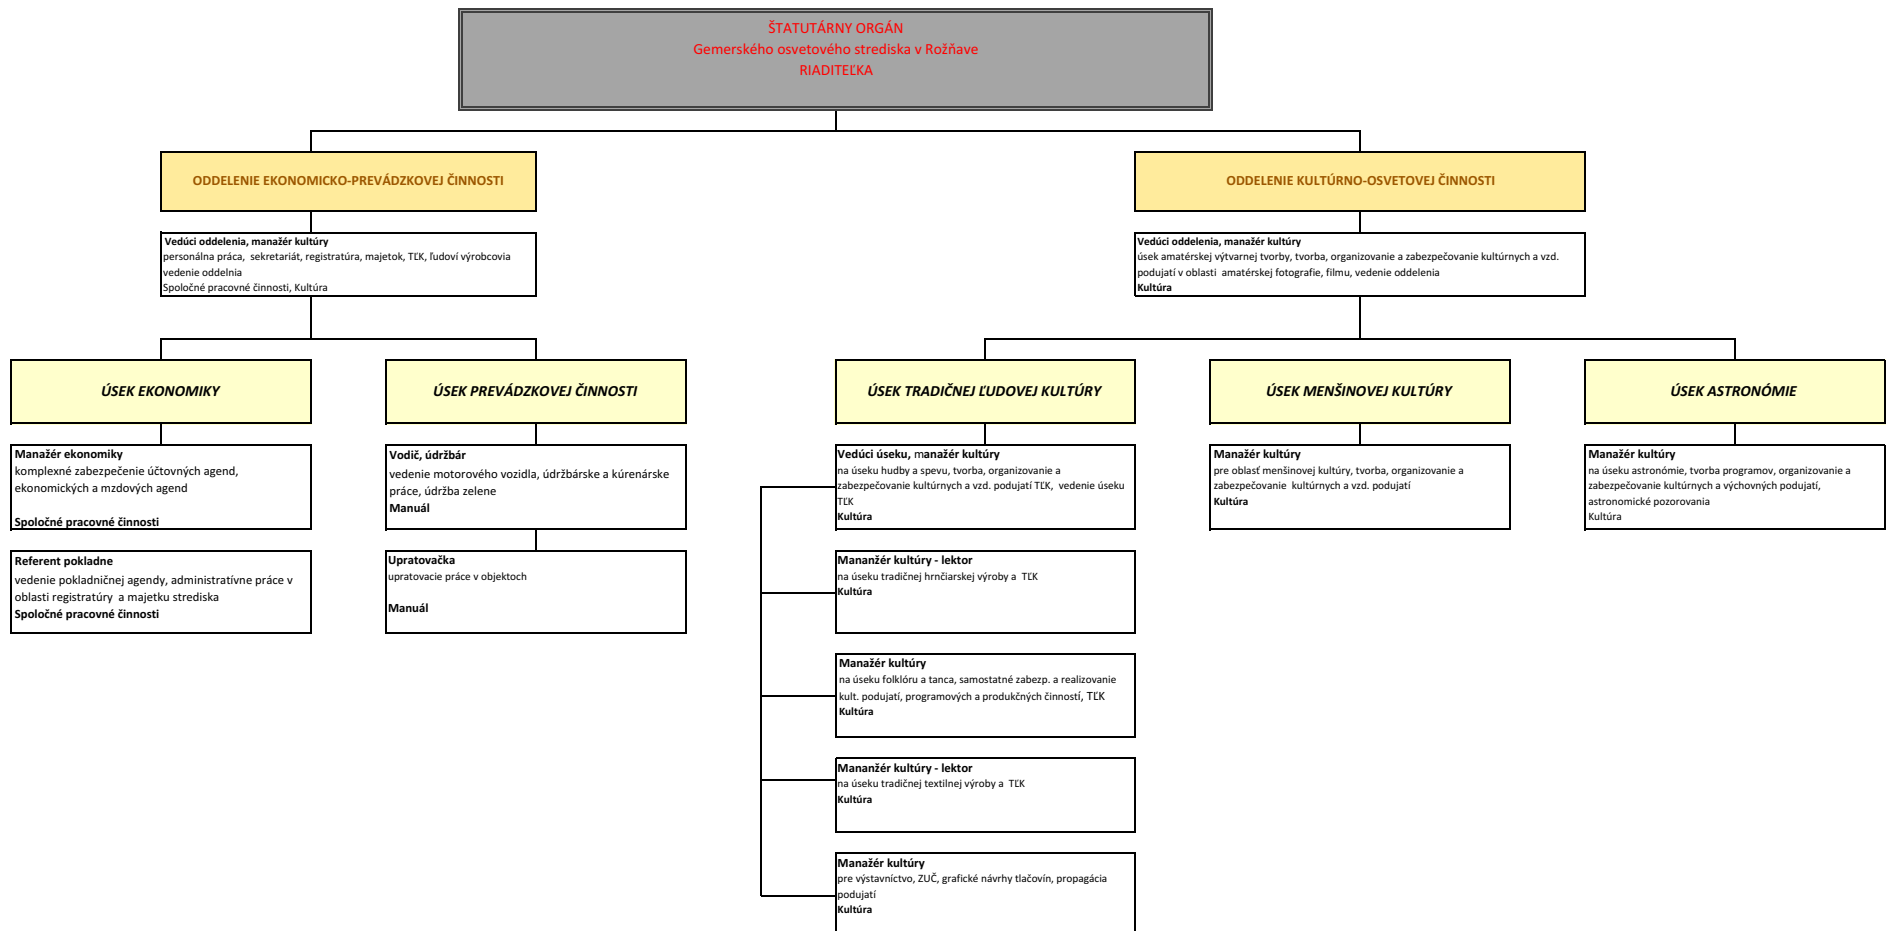 ŠTATUTÁRNY ORGÁN
Gemerského osvetového strediska v Rožňave
RIADITEĽKA
ODDELENIE EKONOMICKO-PREVÁDZKOVEJ ČINNOSTI
Vedúci oddelenia, manažér kultúry
personálna práca, sekretariát, registratúra, majetok, TĽK, ľudoví výrobcovia
vedenie oddelnia
Spoločné pracovné činnosti, Kultúra
ODDELENIE KULTÚRNO-OSVETOVEJ ČINNOSTI
Vedúci oddelenia, manažér kultúry
úsek amatérskej výtvarnej tvorby, tvorba, organizovanie a zabezpečovanie kultúrnych a vzd.
podujatí v oblasti amatérskej fotografie, filmu, vedenie oddelenia
Kultúra
ÚSEK EKONOMIKY
Manažér ekonomiky
komplexné zabezpečenie účtovných agend,
ekonomických a mzdových agend
Spoločné pracovné činnosti
Referent pokladne
vedenie pokladničnej agendy, administratívne práce v
oblasti registratúry a majetku strediska
Spoločné pracovné činnosti
ÚSEK PREVÁDZKOVEJ ČINNOSTI
Vodič, údržbár
vedenie motorového vozidla, údržbárske a kúrenárske
práce, údržba zelene
Manuál
Upratovačka
upratovacie práce v objektoch
Manuál
ÚSEK TRADIČNEJ ĽUDOVEJ KULTÚRY
Vedúci úseku, manažér kultúry
na úseku hudby a spevu, tvorba, organizovanie a
zabezpečovanie kultúrnych a vzd. podujatí TĽK, vedenie úseku
TĽK
Kultúra
Mananžér kultúry - lektor
na úseku tradičnej hrnčiarskej výroby a TĽK
Kultúra
Manažér kultúry
na úseku folklóru a tanca, samostatné zabezp. a realizovanie
kult. podujatí, programových a produkčných činností, TĽK
Kultúra
Mananžér kultúry - lektor
na úseku tradičnej textilnej výroby a TĽK
Kultúra
Manažér kultúry
pre výstavníctvo, ZUČ, grafické návrhy tlačovín, propagácia
podujatí
Kultúra
ÚSEK MENŠINOVEJ KULTÚRY
Manažér kultúry
pre oblasť menšinovej kultúry, tvorba, organizovanie a
zabezpečovanie kultúrnych a vzd. podujatí
Kultúra
ÚSEK ASTRONÓMIE
Manažér kultúry
na úseku astronómie, tvorba programov, organizovanie a
zabezpečovanie kultúrnych a výchovných podujatí,
astronomické pozorovania
Kultúra